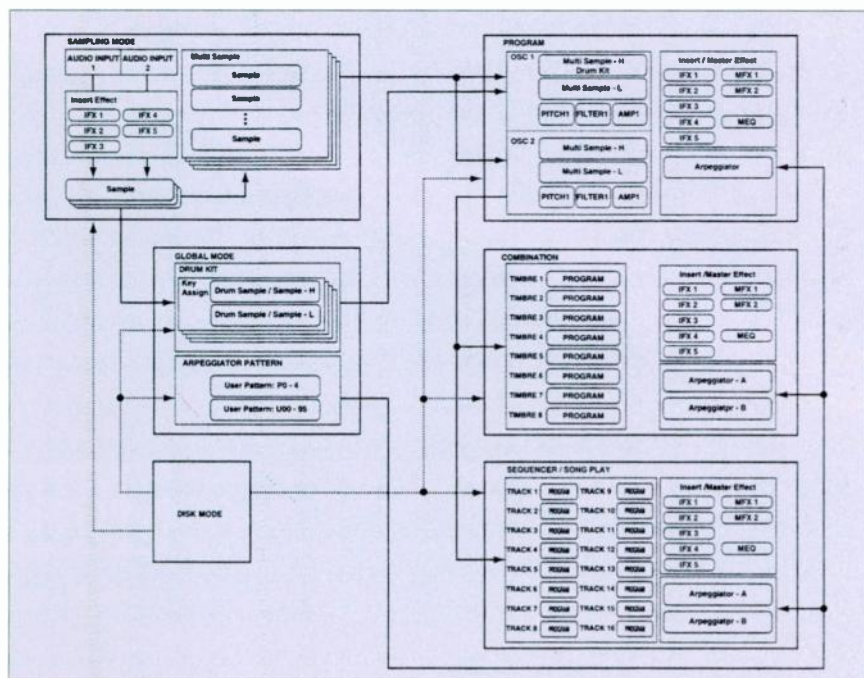 SAMPLING MODE
AUDIO INPUT 1
AUDIO INPUT 2
Insert Effect
IFX 1
IFX 4
IFX 2
IFX 5
IFX 3
Sample
Multi Sample
Sample
Sample
Sample
GLOBAL MODE
DRUM KIT
Key Assign
Drum Sample / Sample - H
Drum Sample / Sample - L
ARPEGGIATOR PATTERN
User Pattern: P0 - 4
User Pattern: U00 - 95
DISK MODE
PROGRAM
OSC 1
Multi Sample - H
Drum Kit
Multi Sample - L
PITCH1
FILTER1
AMP1
OSC 2
Multi Sample - H
Multi Sample - L
PITCH1
FILTER1
AMP1
Insert / Master Effect
IFX 1
MFX 1
IFX 2
MFX 2
IFX 3
IFX 4
MEQ
IFX 5
Arpeggiator
COMBINATION
TIMBRE 1
PROGRAM
TIMBRE 2
PROGRAM
TIMBRE 3
PROGRAM
TIMBRE 4
PROGRAM
TIMBRE 5
PROGRAM
TIMBRE 6
PROGRAM
TIMBRE 7
PROGRAM
TIMBRE 8
PROGRAM
Insert /Master Effect
IFX 1
MFX 1
IFX 2
MFX 2
IFX 3
IFX 4
MEQ
IFX 5
Arpeggiator - A
Arpeggiator - B
SEQUENCER / SONG PLAY
TRACK 1
TRACK 9
TRACK 2
TRACK 10
TRACK 3
TRACK 11
TRACK 4
TRACK 12
TRACK 5
TRACK 13
TRACK 6
TRACK 14
TRACK 7
TRACK 15
TRACK 8
TRACK 16
Insert /Master Effect
IFX 1
MFX 1
IFX 2
MFX 2
IFX 3
IFX 4
MEQ
IFX 5
Arpeggiator - A
Arpeggiator - B